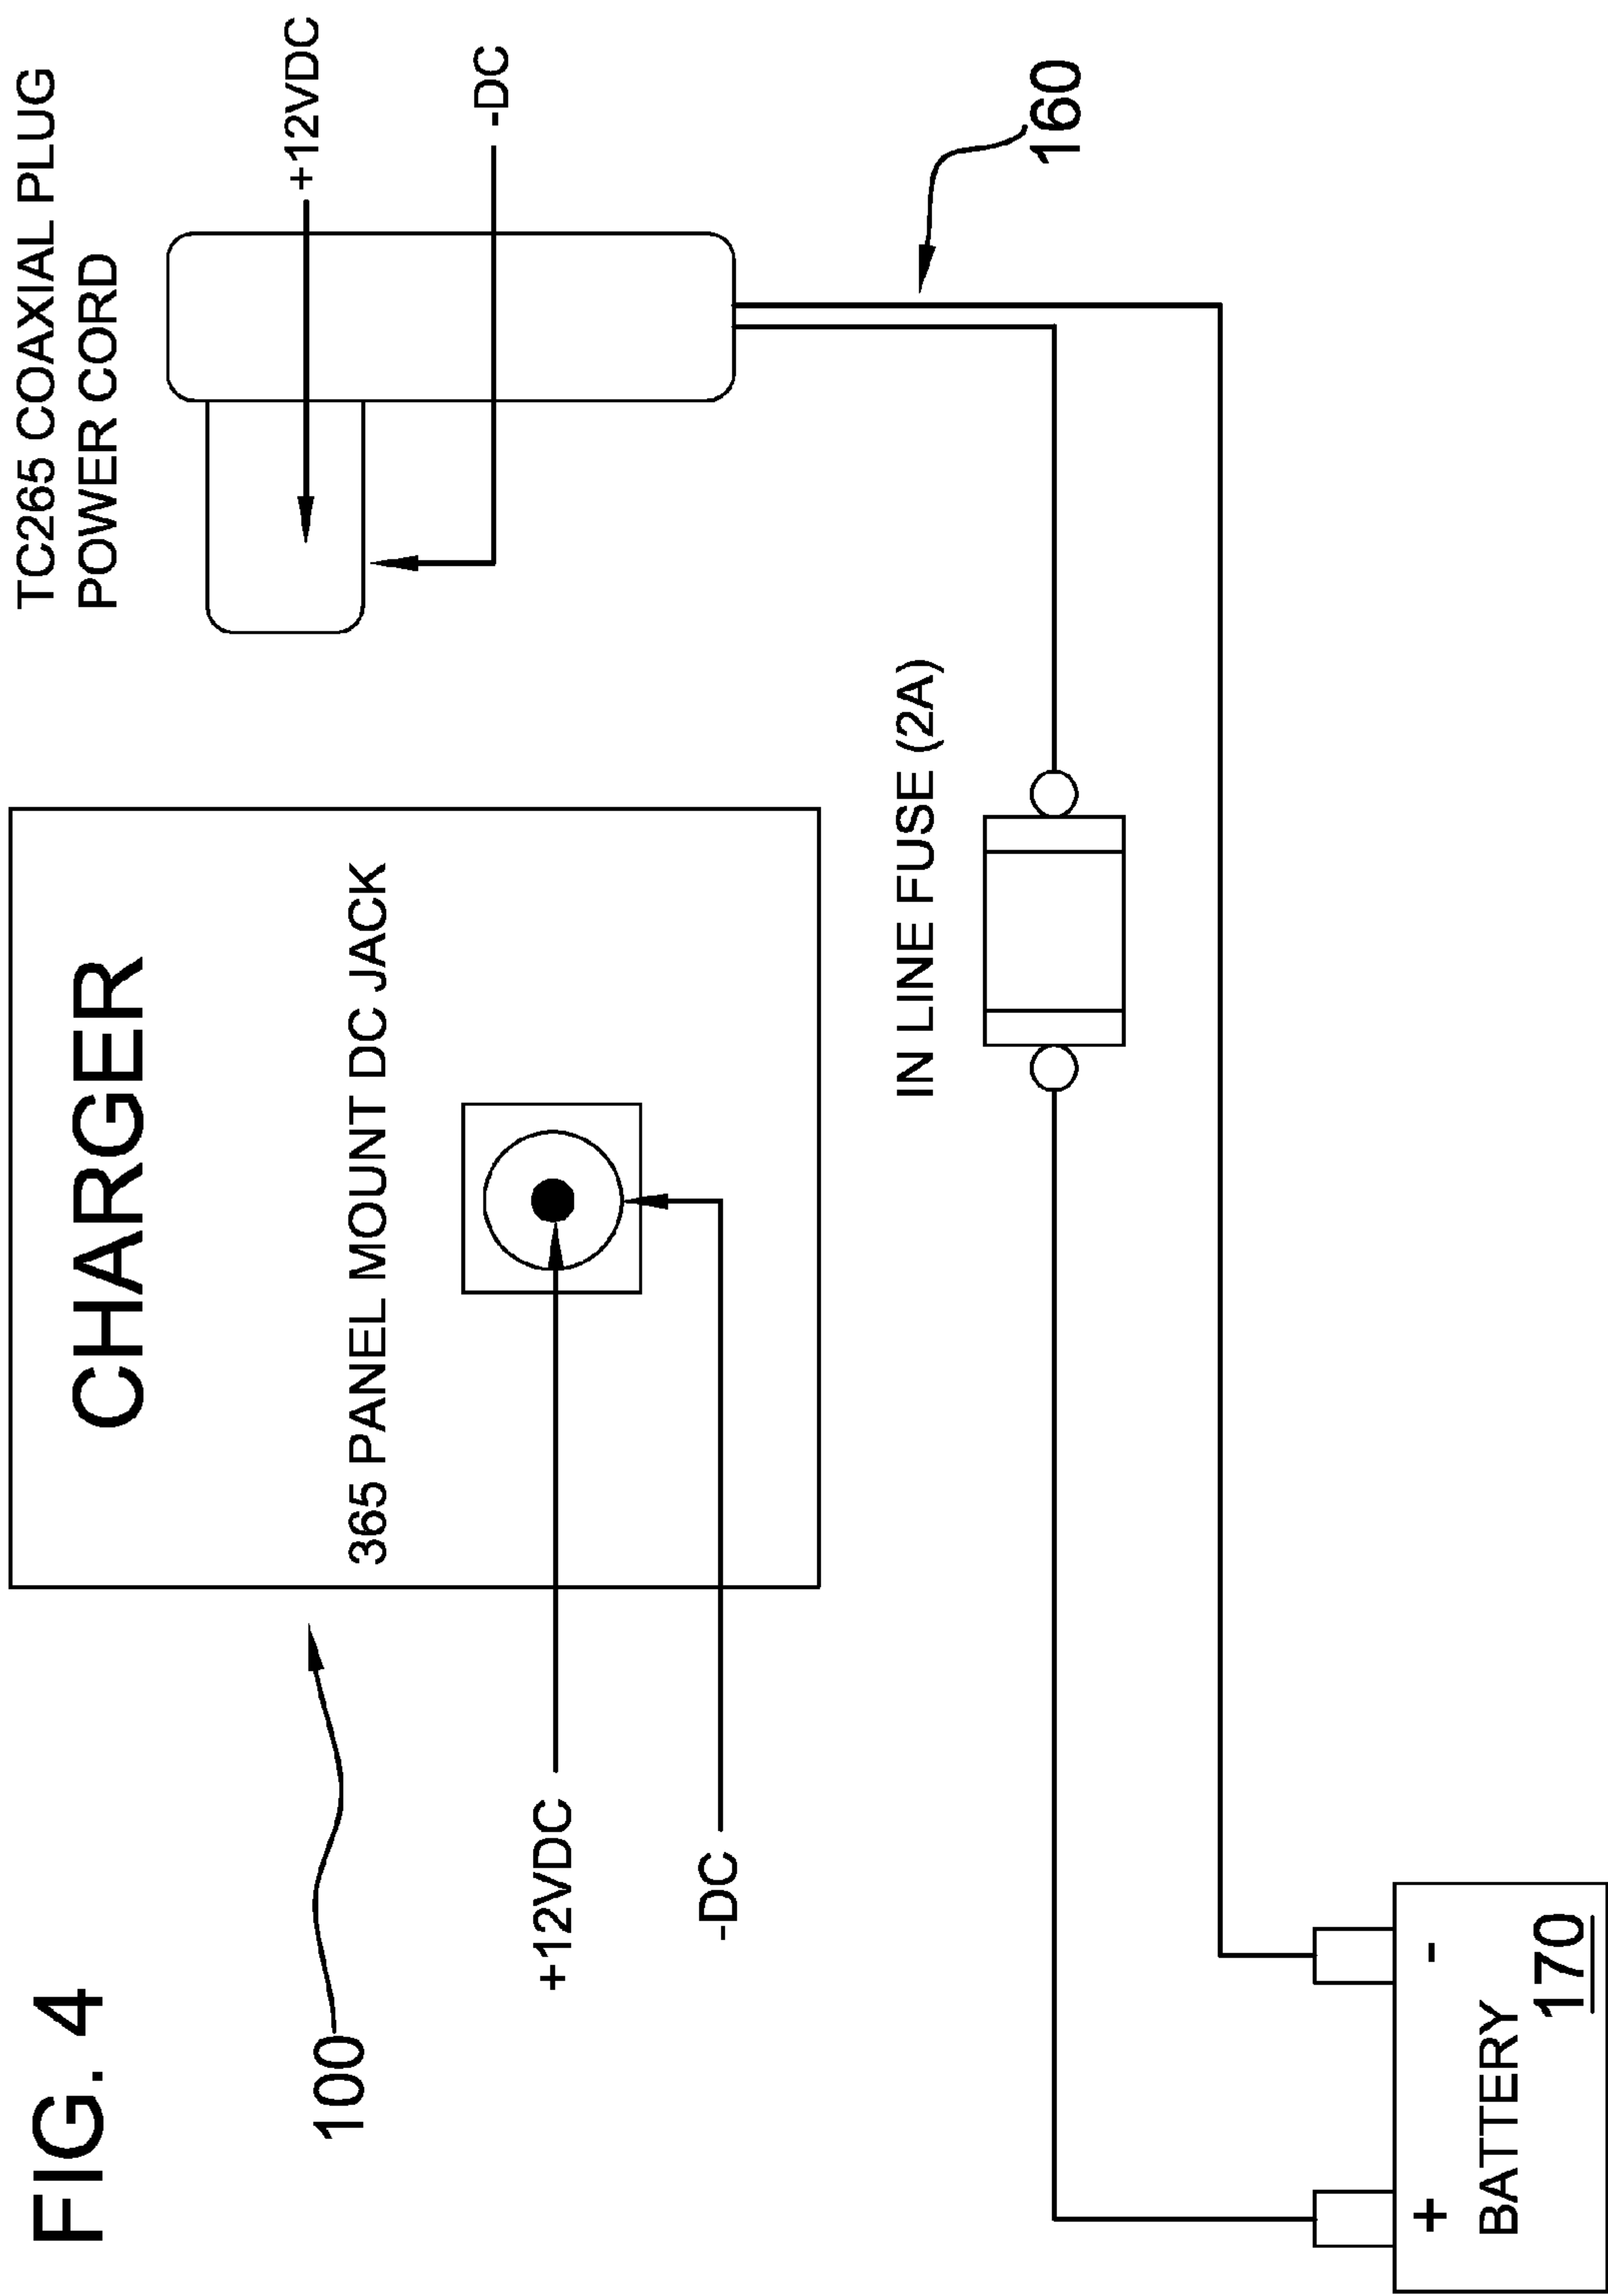 FIG. 4
100
CHARGER
365 PANEL MOUNT DC JACK
+12VDC
-DC
TC265 COAXIAL PLUG
POWER CORD
+12VDC
-DC
160
IN LINE FUSE (2A)
+
-
BATTERY
170